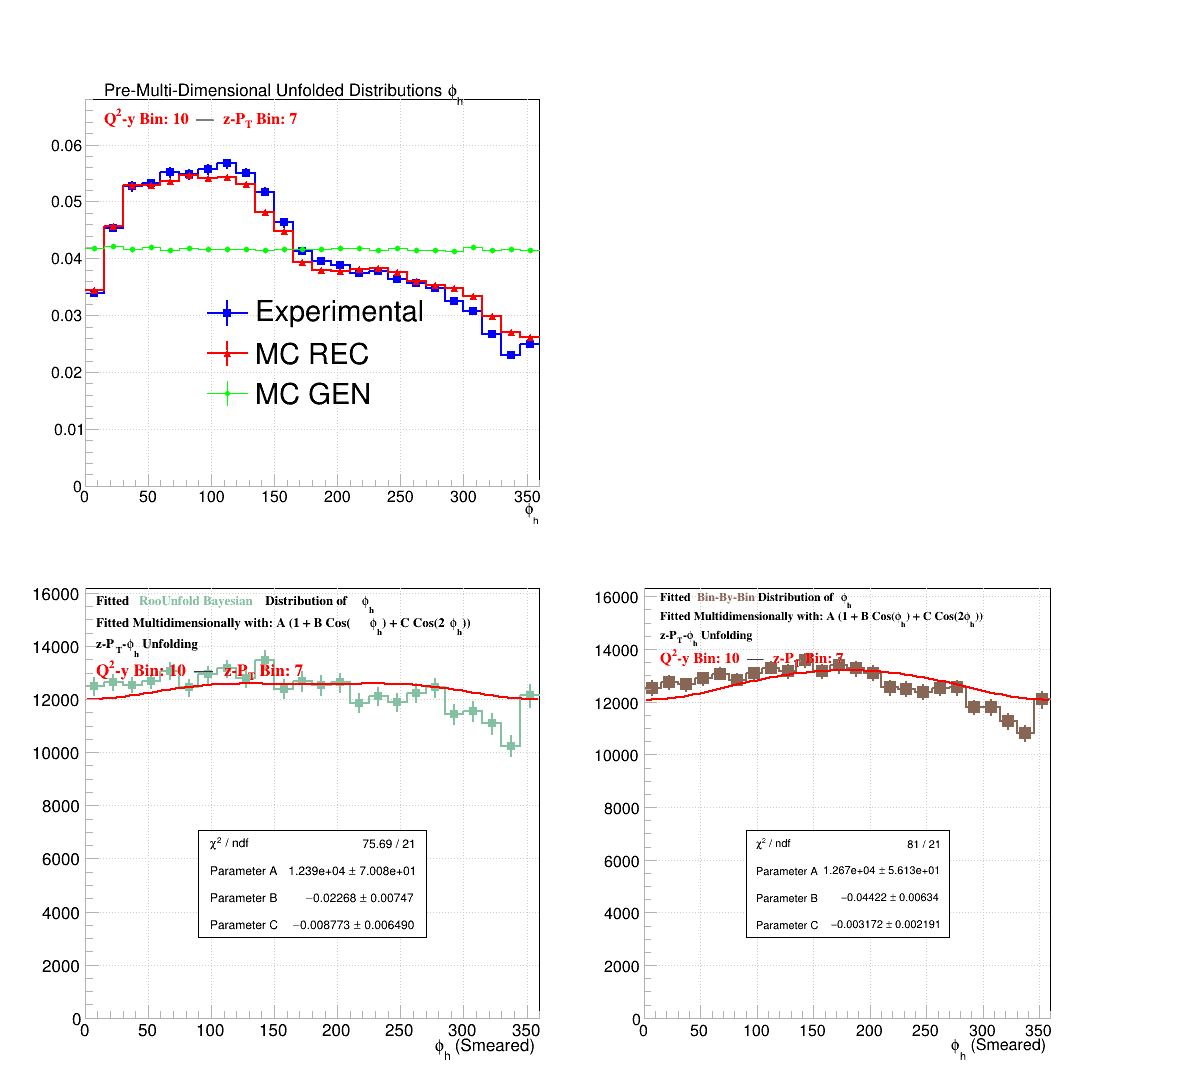 Pre-Multi-Dimensional Unfolded Distributions ϕh
Q2-y Bin: 10 — z-PT Bin: 7
0.06
0.05
0.04
0.03
0.02
0.01
0
Experimental
MC REC
MC GEN
0 50 100 150 200 250 300 350
ϕh
16000
14000
12000
10000
8000
6000
4000
2000
0
Fitted RooUnfold Bayesian Distribution of ϕh
Fitted Multidimensionally with: A (1 + B Cos( ϕh) + C Cos(2 ϕh))
z-PT-ϕh Unfolding
Q2-y Bin: 10 — z-PT Bin: 7
χ2 / ndf 75.69 / 21
Parameter A 1.239e+04 ± 7.008e+01
Parameter B −0.02268 ± 0.00747
Parameter C −0.008773 ± 0.006490
0 50 100 150 200 250 300 350
ϕh (Smeared)
16000
14000
12000
10000
8000
6000
4000
2000
0
Fitted Bin-By-Bin Distribution of ϕh
Fitted Multidimensionally with: A (1 + B Cos(ϕh) + C Cos(2ϕh))
z-PT-ϕh Unfolding
Q2-y Bin: 10 — z-PT Bin: 7
χ2 / ndf 81 / 21
Parameter A 1.267e+04 ± 5.613e+01
Parameter B −0.04422 ± 0.00634
Parameter C −0.003172 ± 0.002191
0 50 100 150 200 250 300 350
ϕh (Smeared)